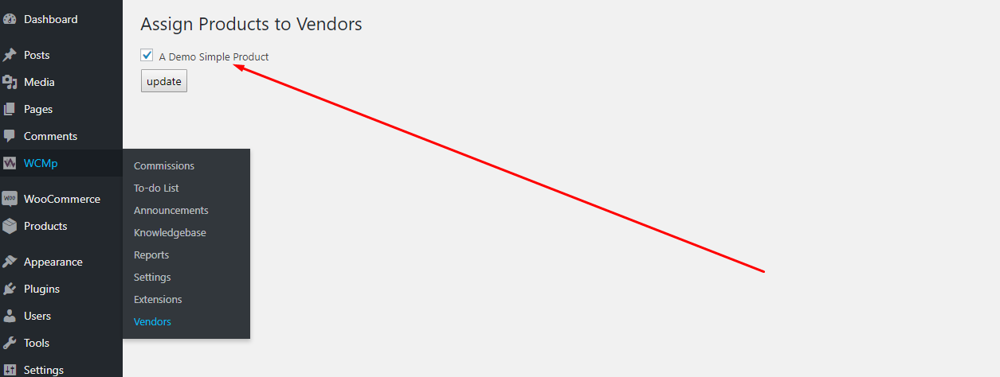 Dashboard
Posts
Media
Pages
Comments
WCMp
WOO WooCommerce
Products
Appearance
Plugins
Users
Tools
Settings
Commissions
To-do List
Announcements
Knowledgebase
Reports
Settings
Extensions
Vendors
Assign Products to Vendors
A Demo Simple Product
update